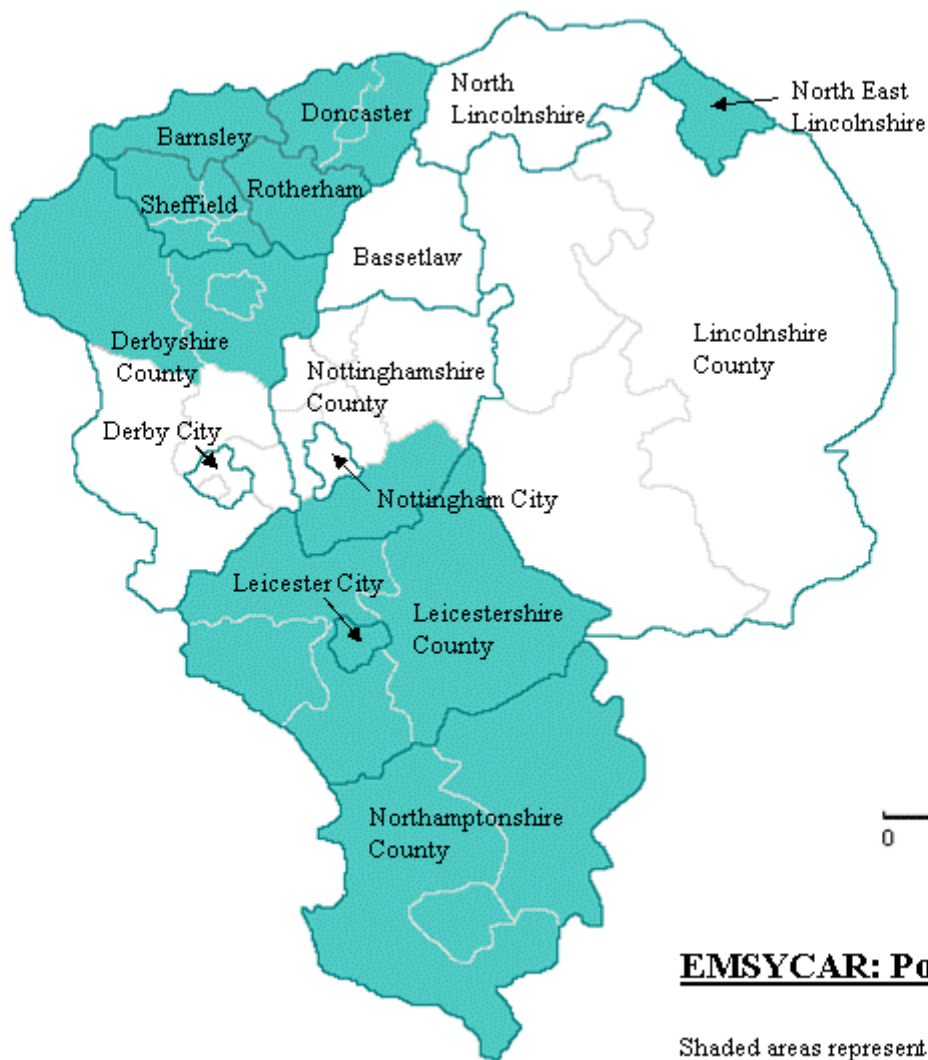 North
Lincolnshire
North East
Lincolnshire
Doncaster
Barnsley
Rotherham
Sheffield
Bassetlaw
Derbyshire
County
Lincolnshire
County
Nottinghamshire
County
Derby City
Nottingham City
Leicester City
Leicestershire
County
Northamptonshire
County
0
EMSYCAR: Po
Shaded areas represent